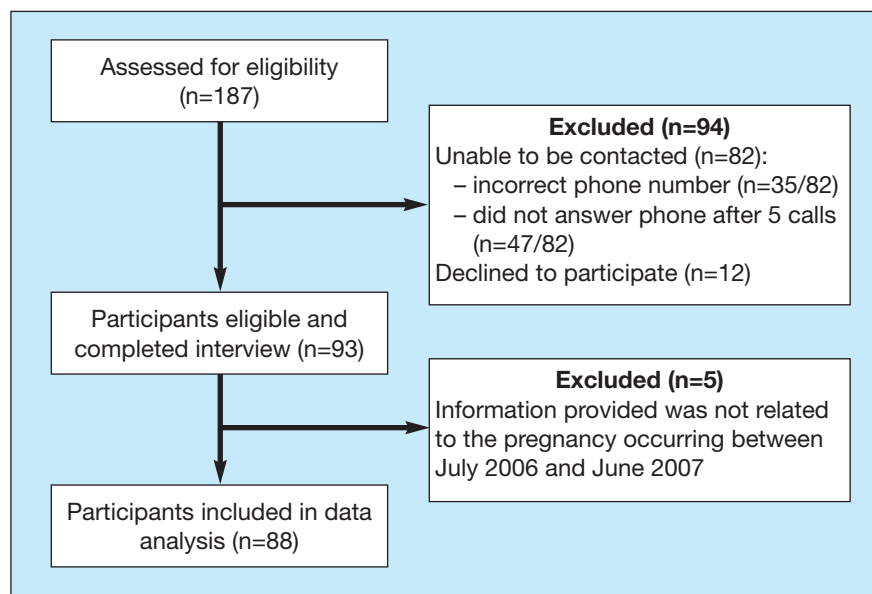 Assessed for eligibility
(n=187)
Excluded (n=94)
Unable to be contacted (n=82):
– incorrect phone number (n=35/82)
– did not answer phone after 5 calls
(n=47/82)
Declined to participate (n=12)
Participants eligible and
completed interview (n=93)
Excluded (n=5)
Information provided was not related
to the pregnancy occurring between
July 2006 and June 2007
Participants included in data
analysis (n=88)